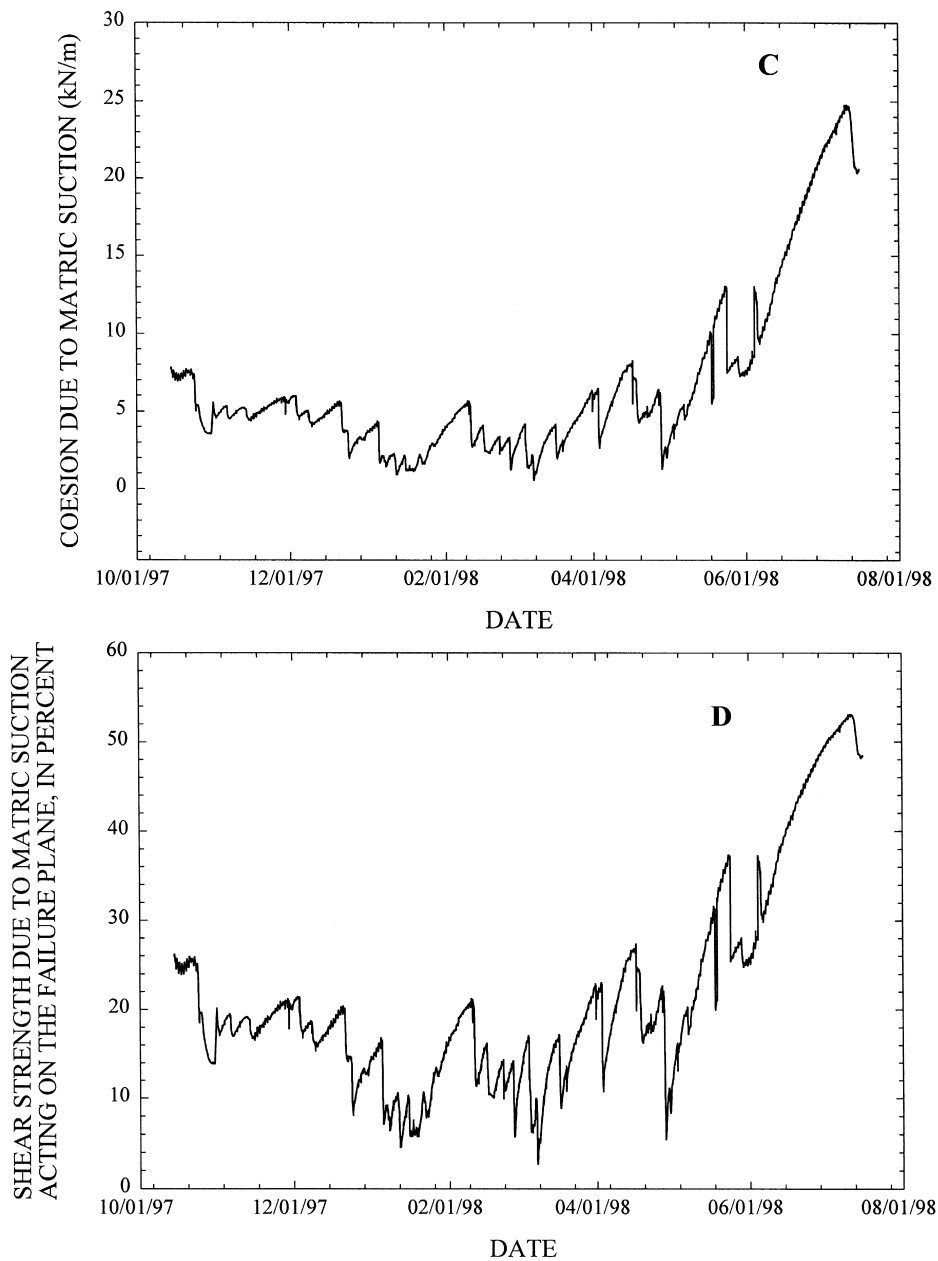 30
25
20
15
10
5
0
COESION DUE TO MATRIC SUCTION (kN/m)
C
10/01/97 12/01/97 02/01/98 04/01/98 06/01/98 08/01/98
DATE
60
50
40
30
20
10
0
SHEAR STRENGTH DUE TO MATRIC SUCTION
ACTING ON THE FAILURE PLANE, IN PERCENT
D
10/01/97 12/01/97 02/01/98 04/01/98 06/01/98 08/01/98
DATE